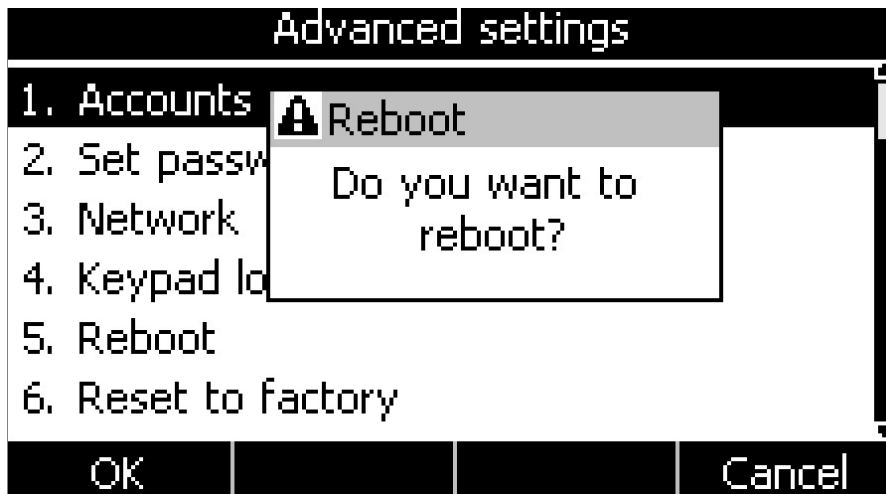 Advanced settings
1. Accounts
2. Set passw
3. Network
4. Keypad lo
5. Reboot
6. Reset to factory
Reboot
Do you want to
reboot?
OK
Cancel